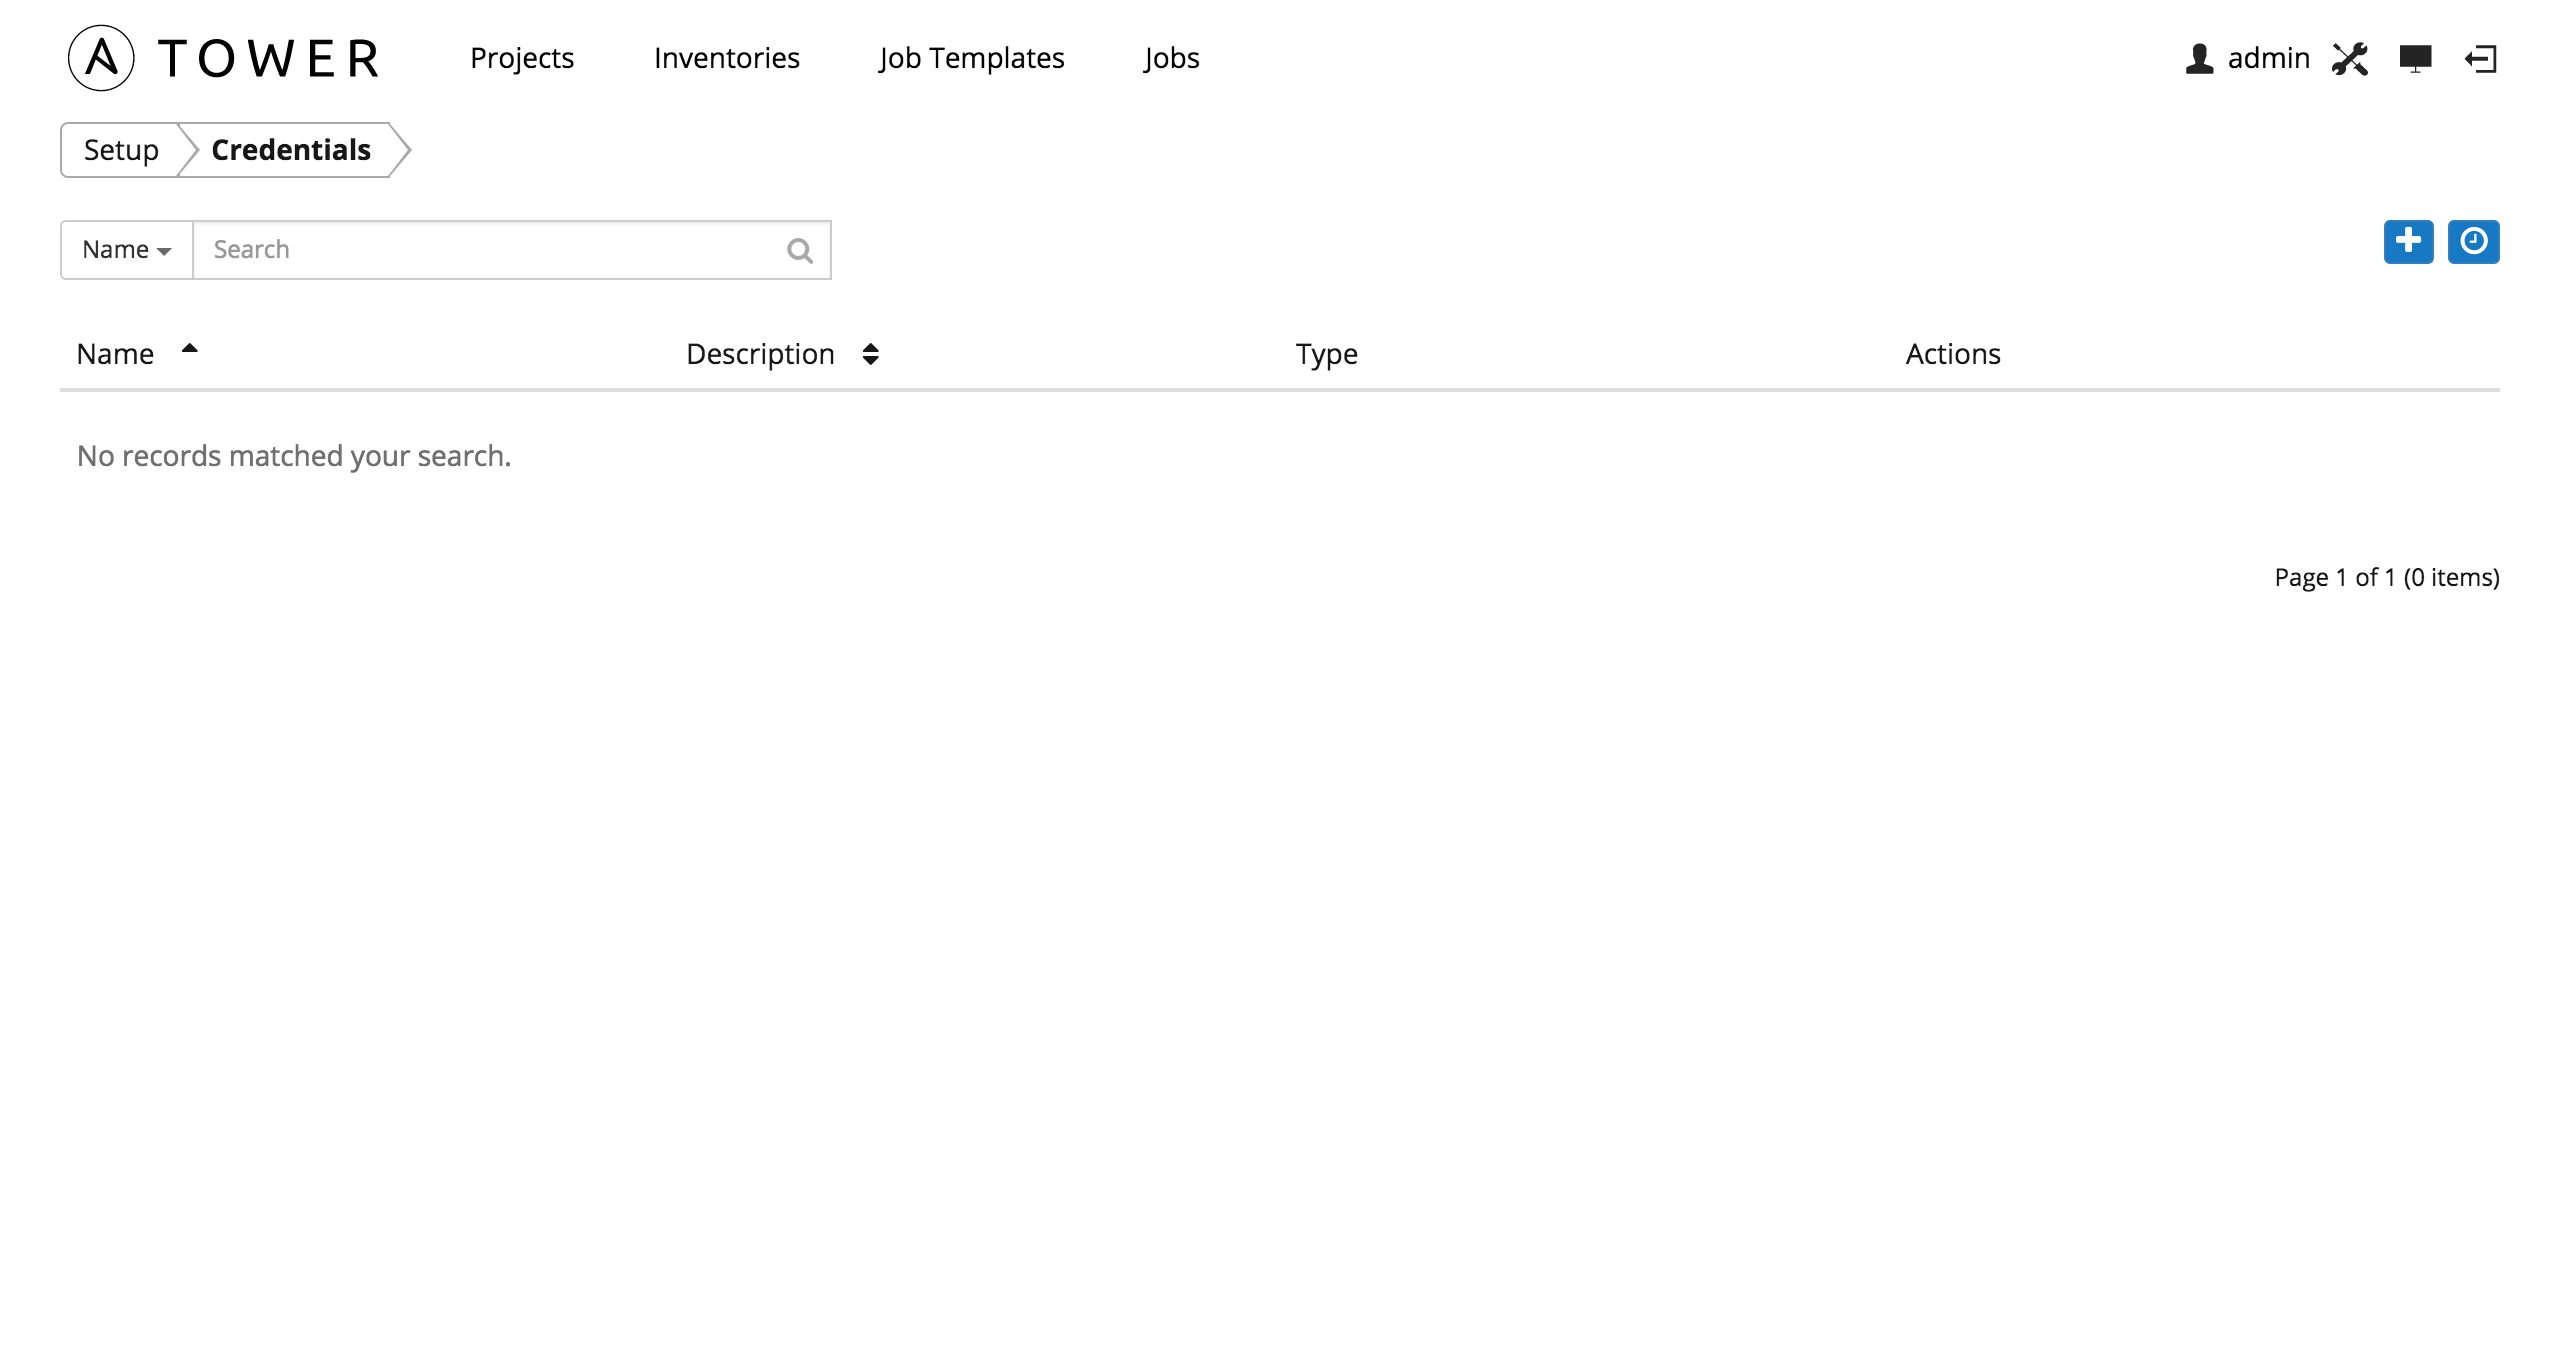 TOWER Projects Inventories Job Templates Jobs admin
Setup Credentials
Name Search
Name Description Type Actions
No records matched your search.
Page 1 of 1 (0 items)